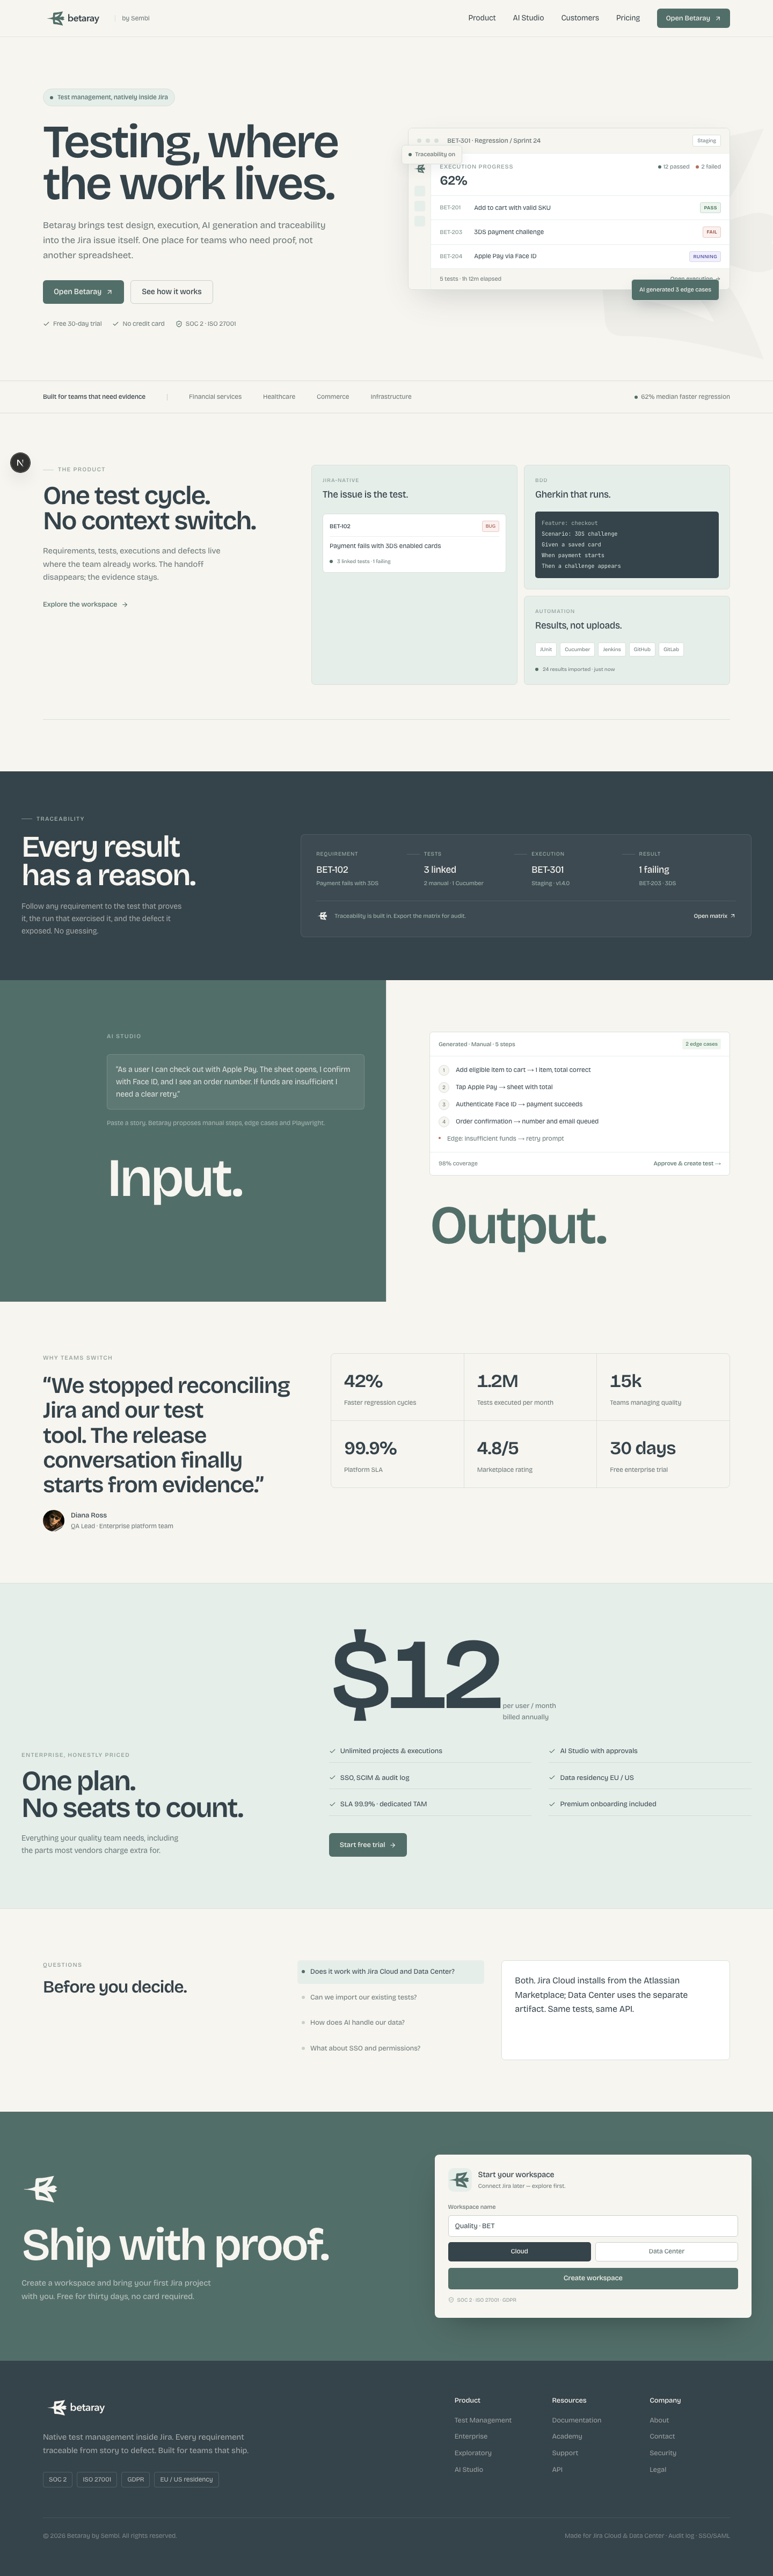 betaray
by Sembi
Product
AI Studio
Customers
Pricing
Open Betaray
Test management, natively inside Jira
Testing, where
the work lives.
Betaray brings test design, execution, AI generation and traceability
into the Jira issue itself. One place for teams who need proof, not
another spreadsheet.
Open Betaray
See how it works
Free 30-day trial
No credit card
SOC 2 · ISO 27001
BET-301 · Regression / Sprint 24
Staging
Traceability on
EXECUTION PROGRESS
12 passed
2 failed
62%
BET-201
Add to cart with valid SKU
PASS
BET-203
3DS payment challenge
FAIL
BET-204
Apple Pay via Face ID
RUNNING
5 tests · 1h 12m elapsed
Open execution →
AI generated 3 edge cases
Built for teams that need evidence
Financial services
Healthcare
Commerce
Infrastructure
62% median faster regression
N
THE PRODUCT
One test cycle.
No context switch.
Requirements, tests, executions and defects live
where the team already works. The handoff
disappears; the evidence stays.
Explore the workspace
JIRA-NATIVE
The issue is the test.
BET-102
BUG
Payment fails with 3DS enabled cards
3 linked tests · 1 failing
BDD
Gherkin that runs.
Feature: checkout
Scenario: 3DS challenge
Given a saved card
When payment starts
Then a challenge appears
AUTOMATION
Results, not uploads.
JUnit
Cucumber
Jenkins
GitHub
GitLab
24 results imported · just now
TRACEABILITY
Every result
has a reason.
Follow any requirement to the test that proves
it, the run that exercised it, and the defect it
exposed. No guessing.
REQUIREMENT
BET-102
Payment fails with 3DS
TESTS
3 linked
2 manual · 1 Cucumber
EXECUTION
BET-301
Staging · v1.4.0
RESULT
1 failing
BET-203 · 3DS
Traceability is built in. Export the matrix for audit.
Open matrix
AI STUDIO
“As a user I can check out with Apple Pay. The sheet opens, I confirm
with Face ID, and I see an order number. If funds are insufficient I
need a clear retry.”
Paste a story. Betaray proposes manual steps, edge cases and Playwright.
Input.
Generated · Manual · 5 steps
2 edge cases
1
Add eligible item to cart → 1 item, total correct
2
Tap Apple Pay → sheet with total
3
Authenticate Face ID → payment succeeds
4
Order confirmation → number and email queued
Edge: insufficient funds → retry prompt
98% coverage
Approve & create test →
Output.
WHY TEAMS SWITCH
“We stopped reconciling
Jira and our test
tool. The release
conversation finally
starts from evidence.”
Diana Ross
QA Lead · Enterprise platform team
42%
Faster regression cycles
1.2M
Tests executed per month
15k
Teams managing quality
99.9%
Platform SLA
4.8/5
Marketplace rating
30 days
Free enterprise trial
ENTERPRISE, HONESTLY PRICED
One plan.
No seats to count.
Everything your quality team needs, including
the parts most vendors charge extra for.
$12
per user / month
billed annually
Unlimited projects & executions
AI Studio with approvals
SSO, SCIM & audit log
Data residency EU / US
SLA 99.9% · dedicated TAM
Premium onboarding included
Start free trial
QUESTIONS
Before you decide.
Does it work with Jira Cloud and Data Center?
Can we import our existing tests?
How does AI handle our data?
What about SSO and permissions?
Both. Jira Cloud installs from the Atlassian
Marketplace; Data Center uses the separate
artifact. Same tests, same API.
Ship with proof.
Create a workspace and bring your first Jira project
with you. Free for thirty days, no card required.
Start your workspace
Connect Jira later — explore first.
Workspace name
Quality · BET
Cloud
Data Center
Create workspace
SOC 2 · ISO 27001 · GDPR
betaray
Native test management inside Jira. Every requirement
traceable from story to defect. Built for teams that ship.
SOC 2
ISO 27001
GDPR
EU / US residency
Product
Test Management
Enterprise
Exploratory
AI Studio
Resources
Documentation
Academy
Support
API
Company
About
Contact
Security
Legal
© 2026 Betaray by Sembi. All rights reserved.
Made for Jira Cloud & Data Center · Audit log · SSO/SAML